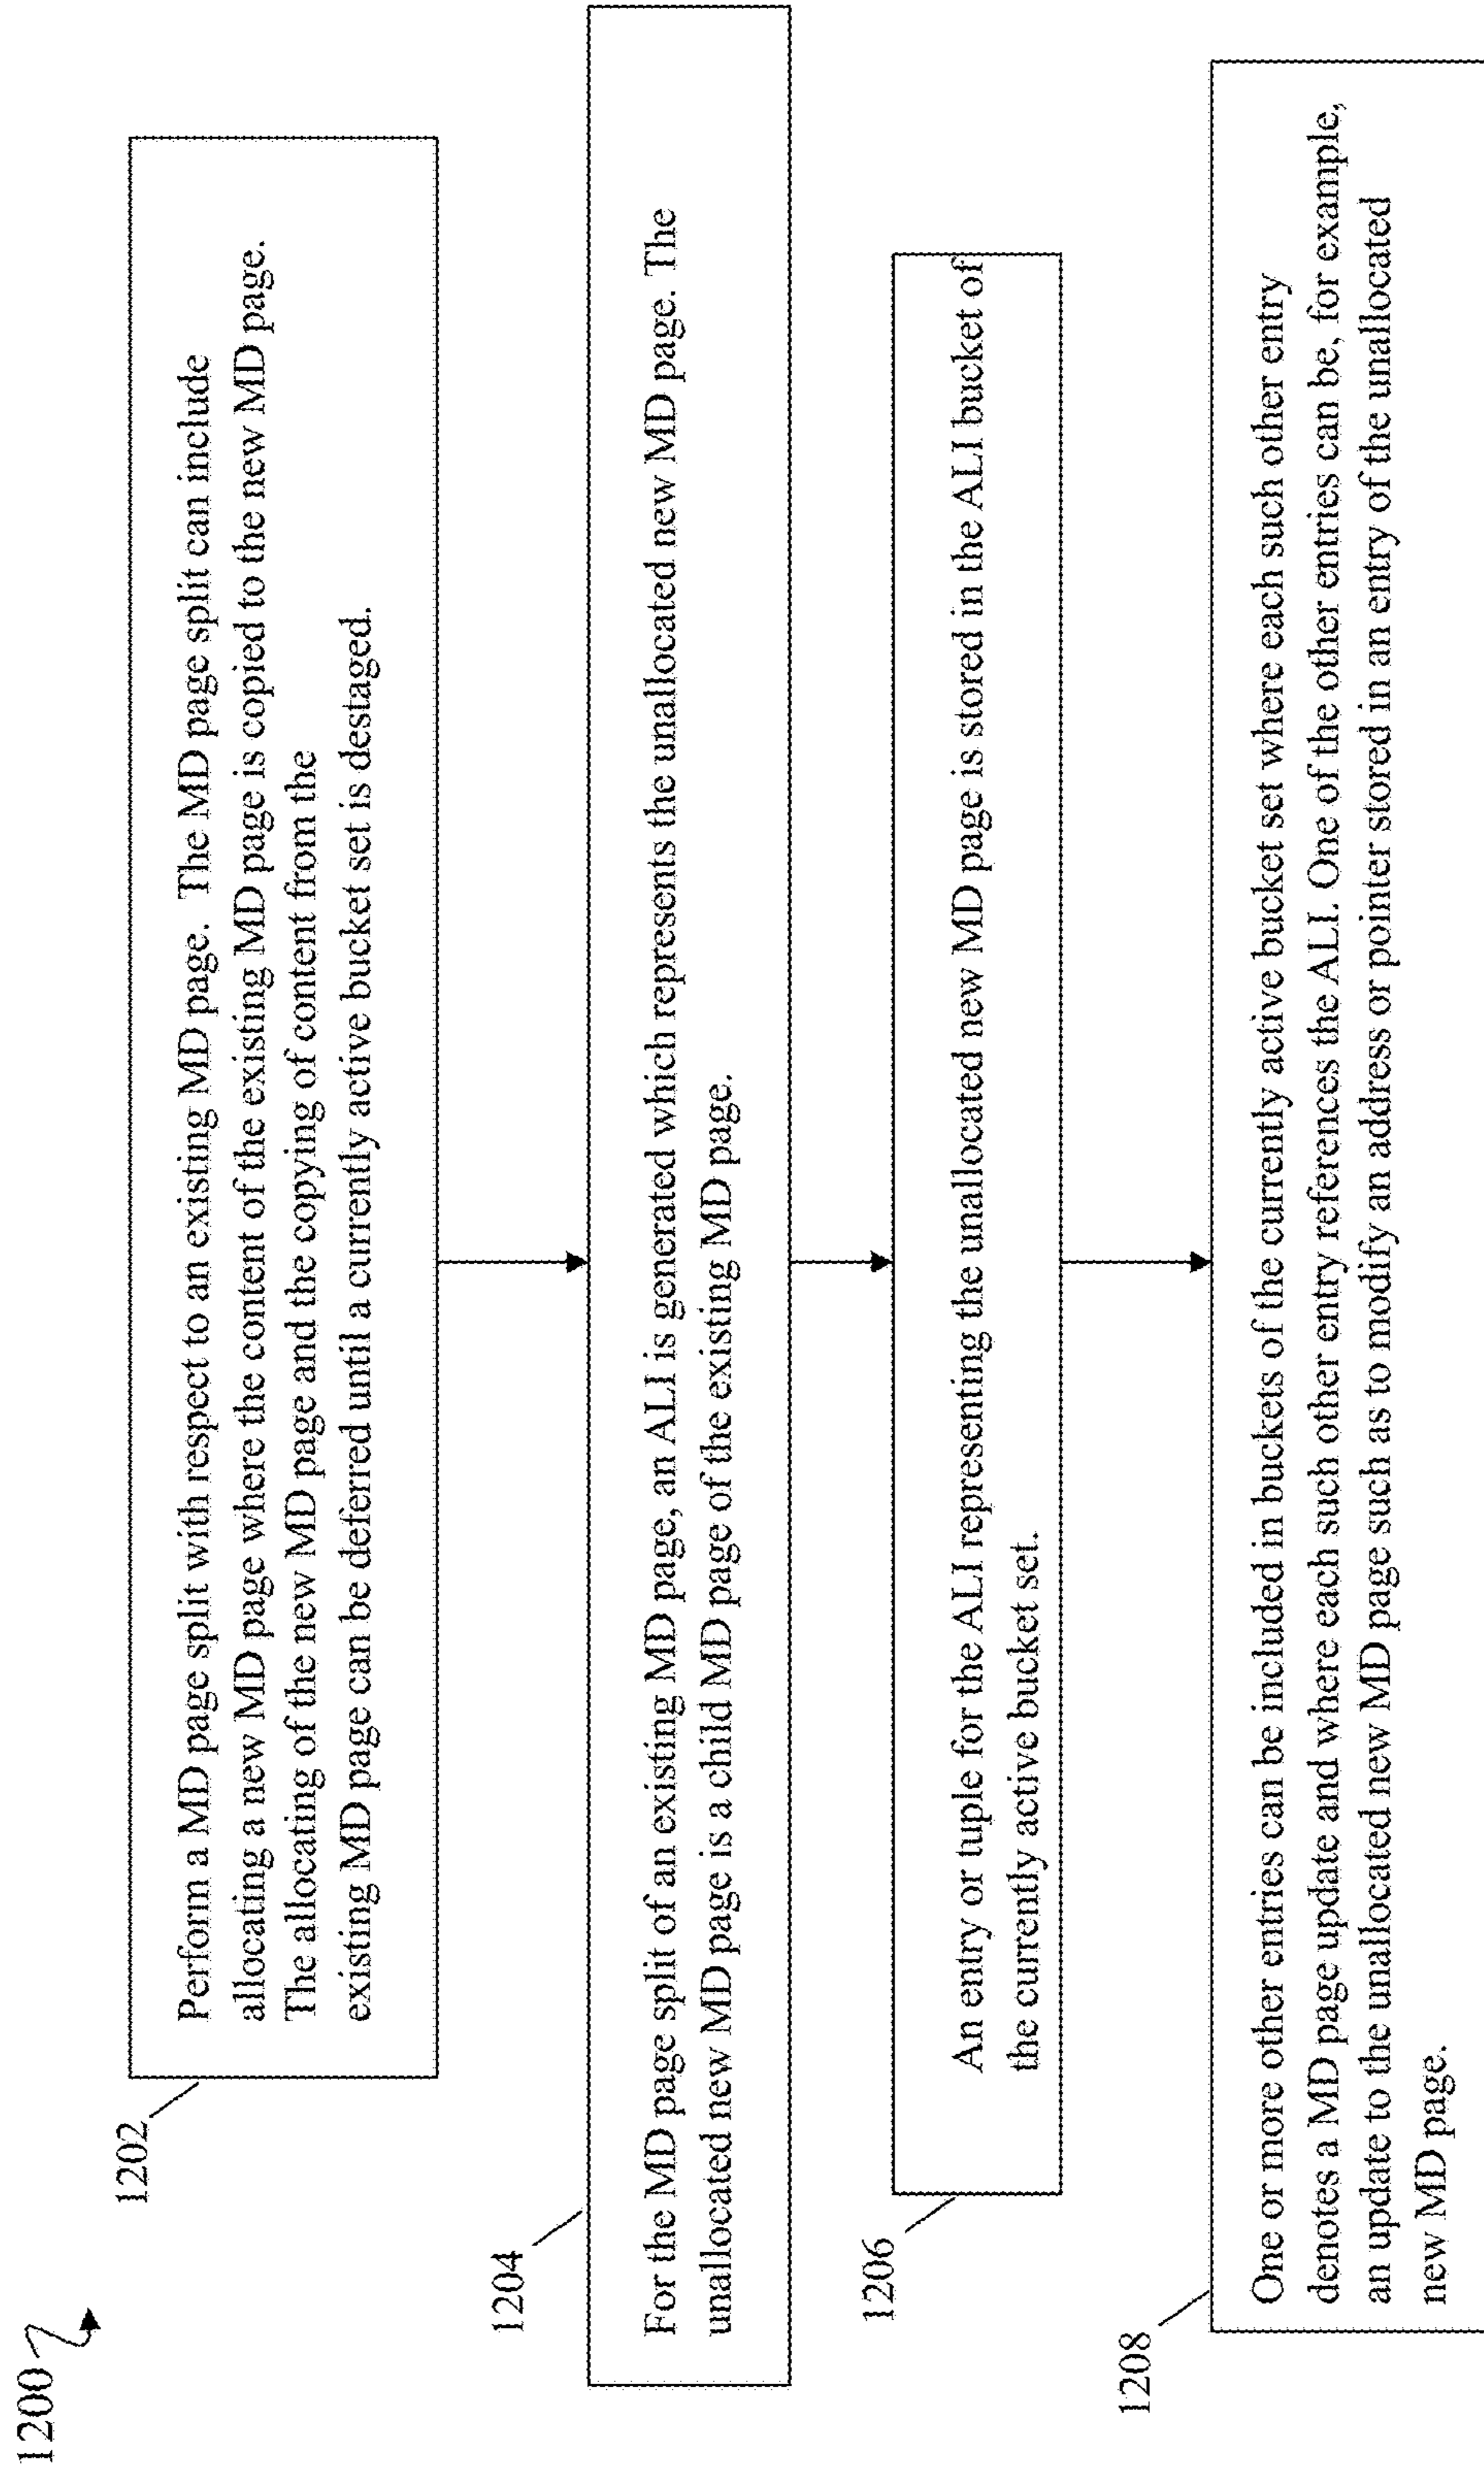 1200
1202
Perform a MD page split with respect to an existing MD page. The MD page split can include
allocating a new MD page where the content of the existing MD page is copied to the new MD page.
The allocating of the new MD page and the copying of content from the
existing MD page can be deferred until a currently active bucket set is destaged.
1204
For the MD page split of an existing MD page, an ALI is generated which represents the unallocated new MD page. The
unallocated new MD page is a child MD page of the existing MD page.
1206
An entry or tuple for the ALI representing the unallocated new MD page is stored in the ALI bucket of
the currently active bucket set.
1208
One or more other entries can be included in buckets of the currently active bucket set where each such other entry
denotes a MD page update and where each such other entry references the ALI. One of the other entries can be, for example,
an update to the unallocated new MD page such as to modify an address or pointer stored in an entry of the unallocated
new MD page.